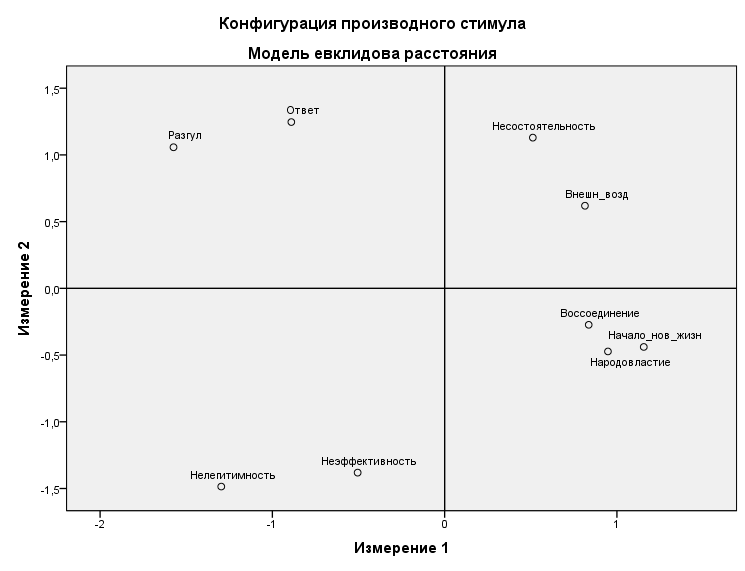 Конфигурация производного стимула
Модель евклидова расстояния
1,5
1,0
0,5
0,0
-0,5
-1,0
-1,5
Измерение 2
Ответ
Разгул
Несостоятельность
Внешн_возд
Воссоединение
Начало_нов_жизн
Народовластие
Неэффективность
Нелегитимность
-2
-1
0
1
Измерение 1